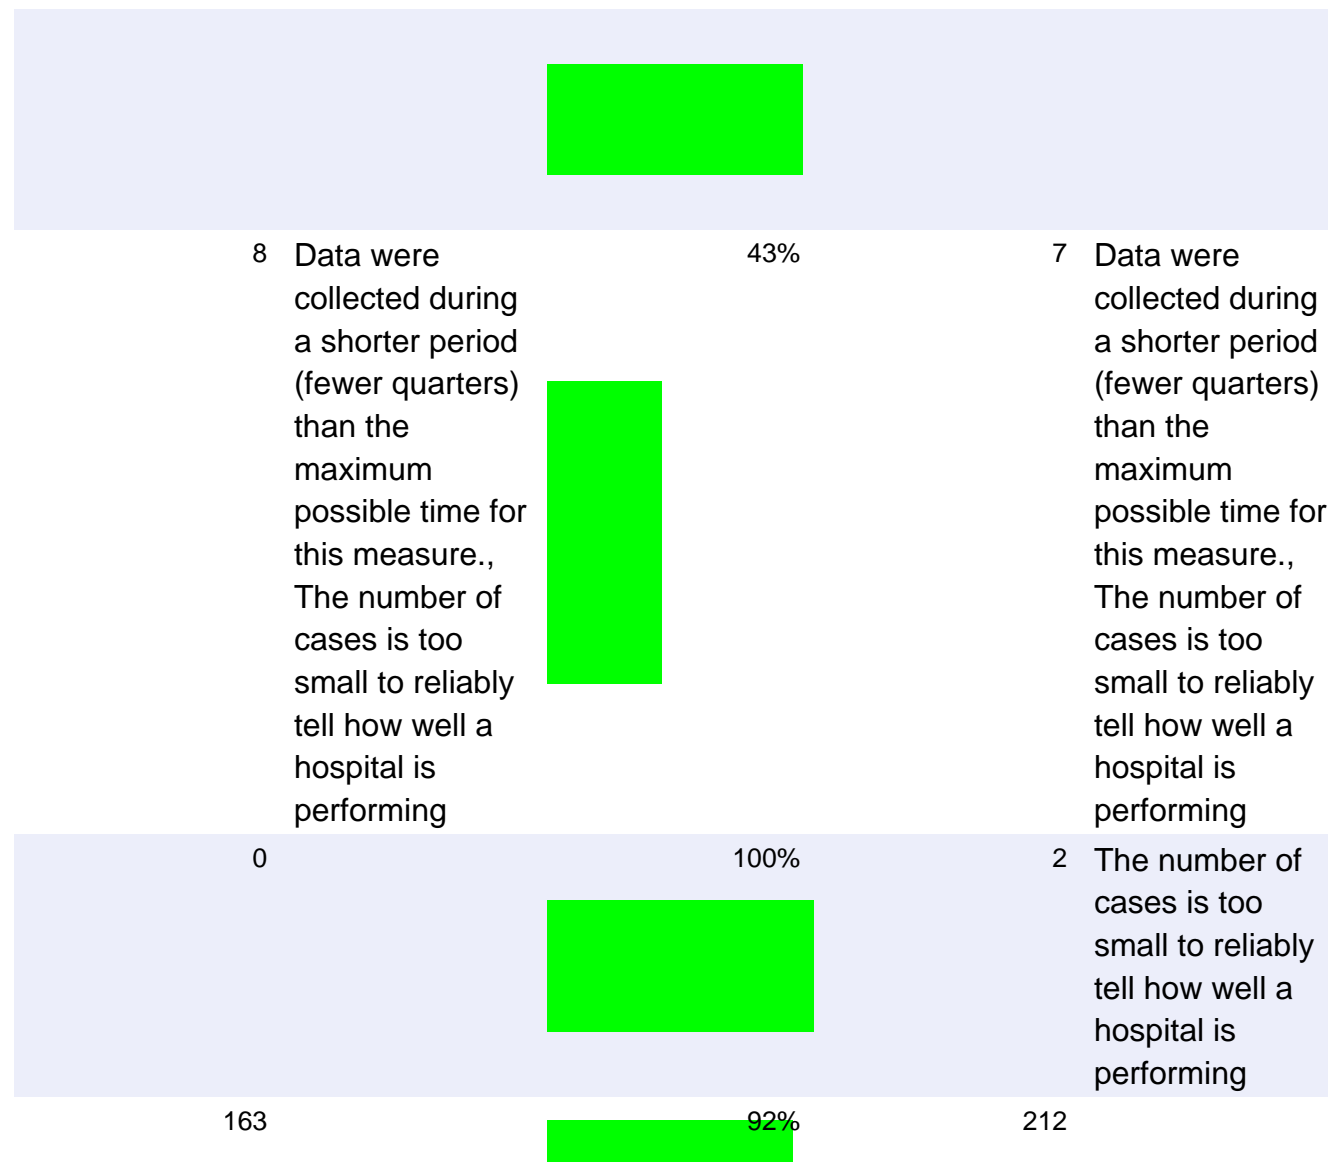 8
Data were
collected during
a shorter period
(fewer quarters)
than the
maximum
possible time for
this measure.,
The number of
cases is too
small to reliably
tell how well a
hospital is
performing
43%
7
Data were
collected during
a shorter period
(fewer quarters)
than the
maximum
possible time for
this measure.,
The number of
cases is too
small to reliably
tell how well a
hospital is
performing
0
100%
2
The number of
cases is too
small to reliably
tell how well a
hospital is
performing
163
92%
212